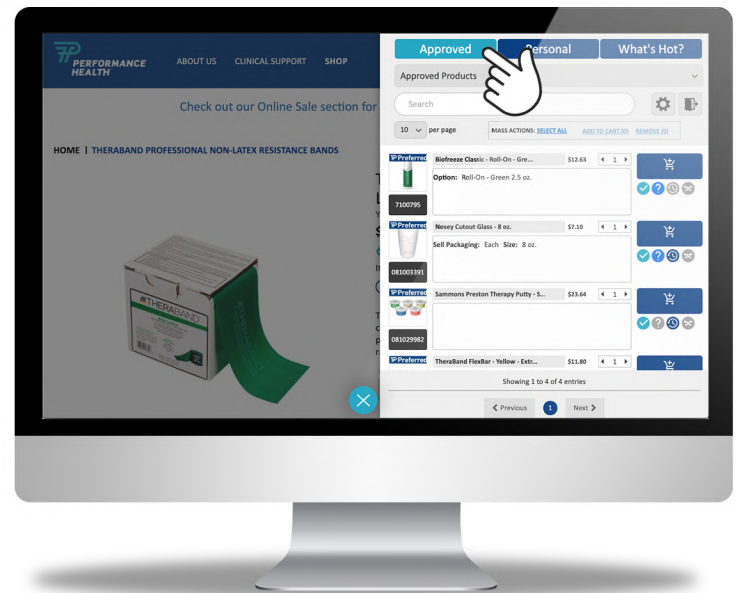 PERFORMANCE
HEALTH
ABOUT US
CLINICAL SUPPORT
SHOP
Check out our Online Sale section for
HOME | THERABAND PROFESSIONAL NON-LATEX RESISTANCE BANDS
THERABAND
Approved
Personal
What's Hot?
Approved Products
Search
10 per page
MASS ACTIONS: SELECT ALL ADD TO CART (0) REMOVE (0)
Preferred
Biofreeze Classic - Roll-On - Gre... $12.63 1
Option: Roll-On - Green 2.5 oz.
7100795
Preferred
Nosey Cutout Glass - 8 oz. $7.10 1
Sell Packaging: Each Size: 8 oz.
081003391
Preferred
Sammons Preston Therapy Putty - S... $23.64 1
081029982
Preferred
TheraBand FlexBar - Yellow - Extr... $11.80 1
Showing 1 to 4 of 4 entries
Previous 1 Next